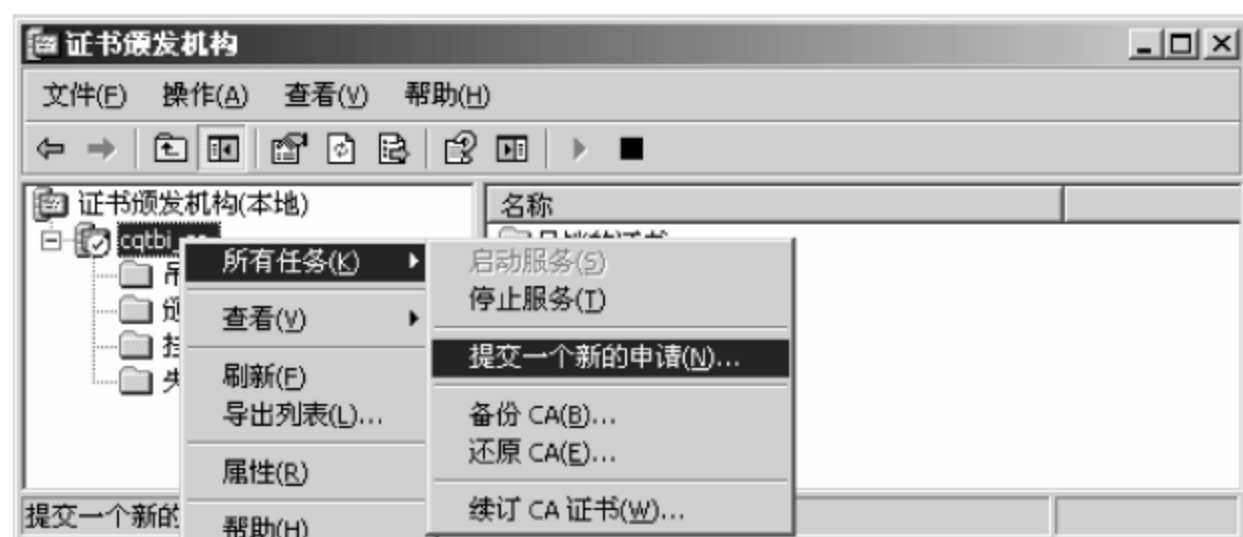 证书颁发机构
文件(F) 操作(A) 查看(V) 帮助(H)
证书颁发机构(本地)
名称
cqtbi
所有任务(K)
查看(V)
刷新(F)
导出列表(L)...
属性(R)
帮助(H)
启动服务(S)
停止服务(T)
提交一个新的申请(N)...
备份 CA(B)...
还原 CA(E)...
续订 CA 证书(W)...
提交一个新的